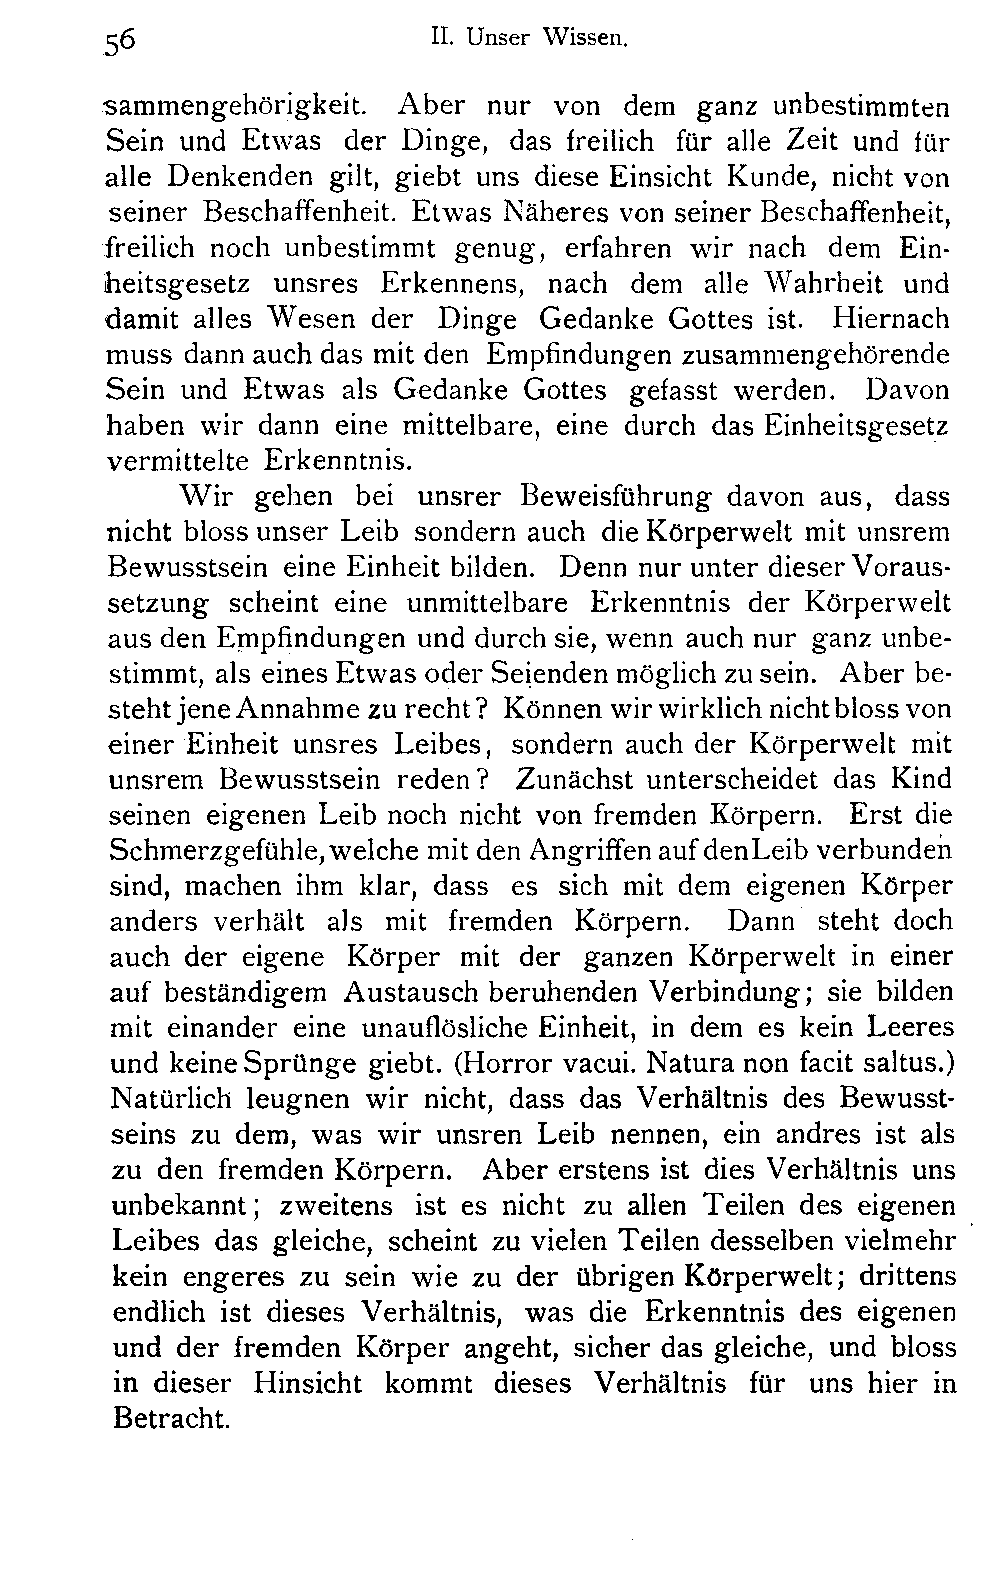 56
II. Unser Wissen.
sammengehörigkeit. Aber nur von dem ganz unbestimmten
Sein und Etwas der Dinge, das freilich für alle Zeit und für
alle Denkenden gilt, giebt uns diese Einsicht Kunde, nicht von
seiner Beschaffenheit. Etwas Näheres von seiner Beschaffenheit,
freilich noch unbestimmt genug, erfahren wir nach dem Ein-
heitsgesetz unsres Erkennens, nach dem alle Wahrheit und
damit alles Wesen der Dinge Gedanke Gottes ist. Hiernach
muss dann auch das mit den Empfindungen zusammengehörende
Sein und Etwas als Gedanke Gottes gefasst werden. Davon
haben wir dann eine mittelbare, eine durch das Einheitsgesetz
vermittelte Erkenntnis.
Wir gehen bei unsrer Beweisführung davon aus, dass
nicht bloss unser Leib sondern auch die Körperwelt mit unsrem
Bewusstsein eine Einheit bilden. Denn nur unter dieser Voraus-
setzung scheint eine unmittelbare Erkenntnis der Körperwelt
aus den Empfindungen und durch sie, wenn auch nur ganz unbe-
stimmt, als eines Etwas oder Seienden möglich zu sein. Aber be-
steht jene Annahme zu recht? Können wir wirklich nicht bloss von
einer Einheit unsres Leibes, sondern auch der Körperwelt mit
unsrem Bewusstsein reden? Zunächst unterscheidet das Kind
seinen eigenen Leib noch nicht von fremden Körpern. Erst die
Schmerzgefühle, welche mit den Angriffen auf den Leib verbunden
sind, machen ihm klar, dass es sich mit dem eigenen Körper
anders verhält als mit fremden Körpern. Dann steht doch
auch der eigene Körper mit der ganzen Körperwelt in einer
auf beständigem Austausch beruhenden Verbindung; sie bilden
mit einander eine unauflösliche Einheit, in dem es kein Leeres
und keine Sprünge giebt. (Horror vacui. Natura non facit saltus.)
Natürlich leugnen wir nicht, dass das Verhältnis des Bewusst-
seins zu dem, was wir unsren Leib nennen, ein andres ist als
zu den fremden Körpern. Aber erstens ist dies Verhältnis uns
unbekannt; zweitens ist es nicht zu allen Teilen des eigenen
Leibes das gleiche, scheint zu vielen Teilen desselben vielmehr
kein engeres zu sein wie zu der übrigen Körperwelt; drittens
endlich ist dieses Verhältnis, was die Erkenntnis des eigenen
und der fremden Körper angeht, sicher das gleiche, und bloss
in dieser Hinsicht kommt dieses Verhältnis für uns hier in
Betracht.